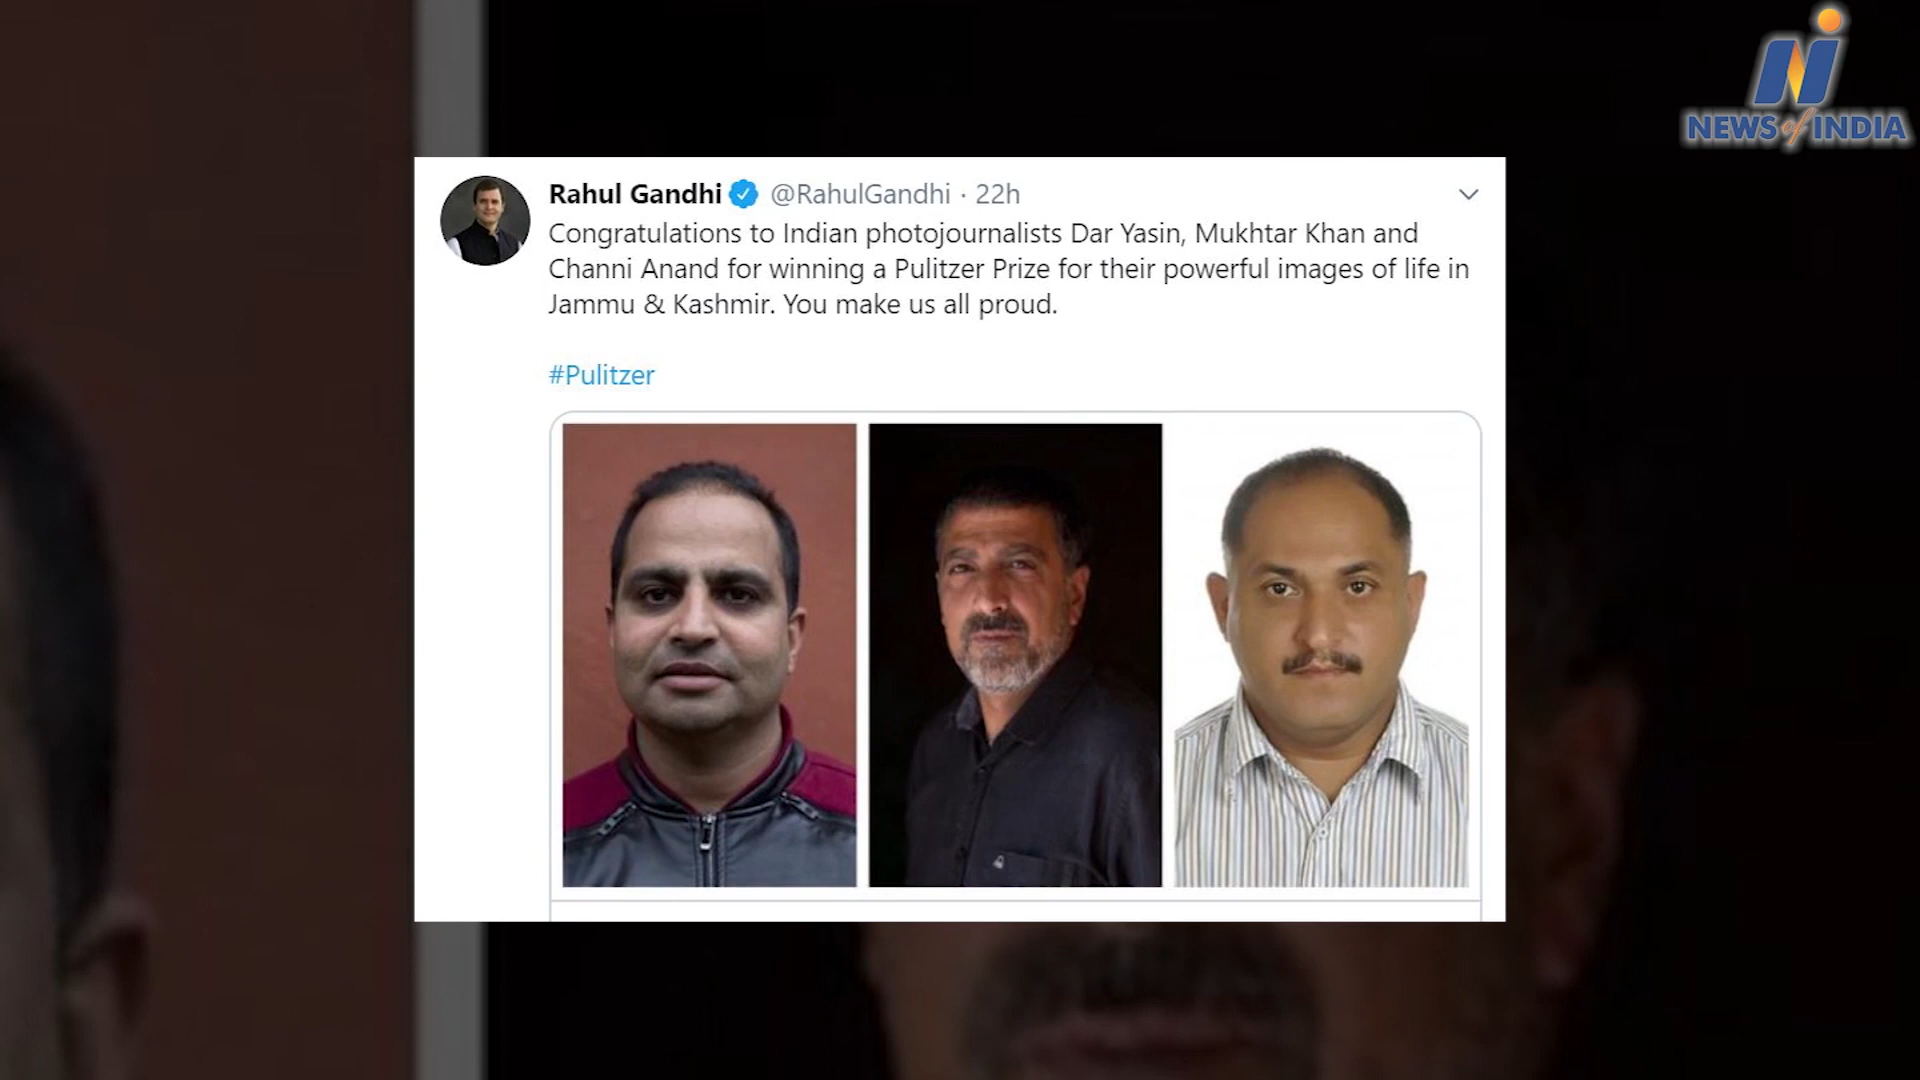 NEWS of INDIA
Rahul Gandhi @RahulGandhi · 22h
Congratulations to Indian photojournalists Dar Yasin, Mukhtar Khan and
Channi Anand for winning a Pulitzer Prize for their powerful images of life in
Jammu & Kashmir. You make us all proud.
#Pulitzer